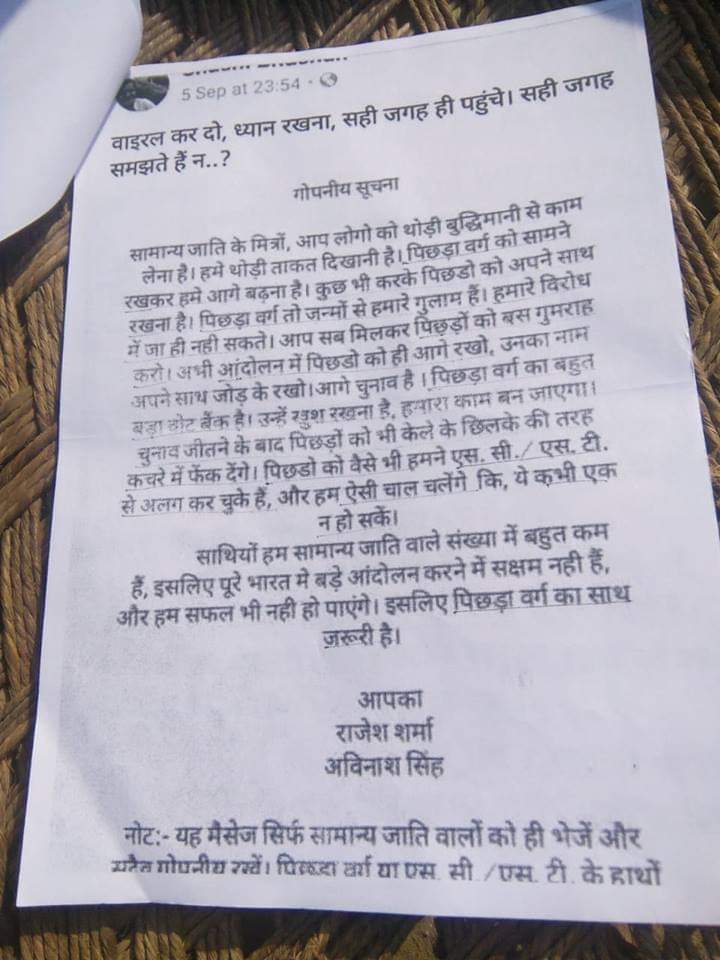 5 Sep at 23:54 ·
वाइरल कर दो, ध्यान रखना, सही जगह ही पहुंचे। सही जगह
समझते हैं न..?
गोपनीय सूचना
सामान्य जाति के मित्रों, आप लोगो को थोड़ी बुद्धिमानी से काम
लेना है। हमे थोड़ी ताकत दिखानी है। पिछड़ा वर्ग को सामने
रखकर हमे आगे बढ़ना है। कुछ भी करके पिछडो को अपने साथ
रखना है। पिछड़ा वर्ग तो जन्मों से हमारे गुलाम हैं। हमारे विरोध
में जा ही नही सकते। आप सब मिलकर पिछड़ों को बस गुमराह
करो। अभी आंदोलन में पिछडो को ही आगे रखो, उनका नाम
अपने साथ जोड़ के रखो। आगे चुनाव है । पिछड़ा वर्ग का बहुत
बड़ा वोट बैंक है। उन्हें खुश रखना है, हमारा काम बन जाएगा।
चुनाव जीतने के बाद पिछड़ों को भी केले के छिलके की तरह
कचरे में फेंक देंगे। पिछडो को वैसे भी हमने एस. सी./ एस. टी.
से अलग कर चुके हैं, और हम ऐसी चाल चलेंगे कि, ये कभी एक
न हो सकें।
साथियों हम सामान्य जाति वाले संख्या में बहुत कम
हैं, इसलिए पूरे भारत मे बड़े आंदोलन करने में सक्षम नही हैं,
और हम सफल भी नही हो पाएंगे। इसलिए पिछड़ा वर्ग का साथ
ज़रूरी है।
आपका
राजेश शर्मा
अविनाश सिंह
नोट:- यह मैसेज सिर्फ सामान्य जाति वालों को ही भेजें और
गोपनीय रखें। पिछड़ा वर्ग या एस. सी./एस. टी. के हाथों